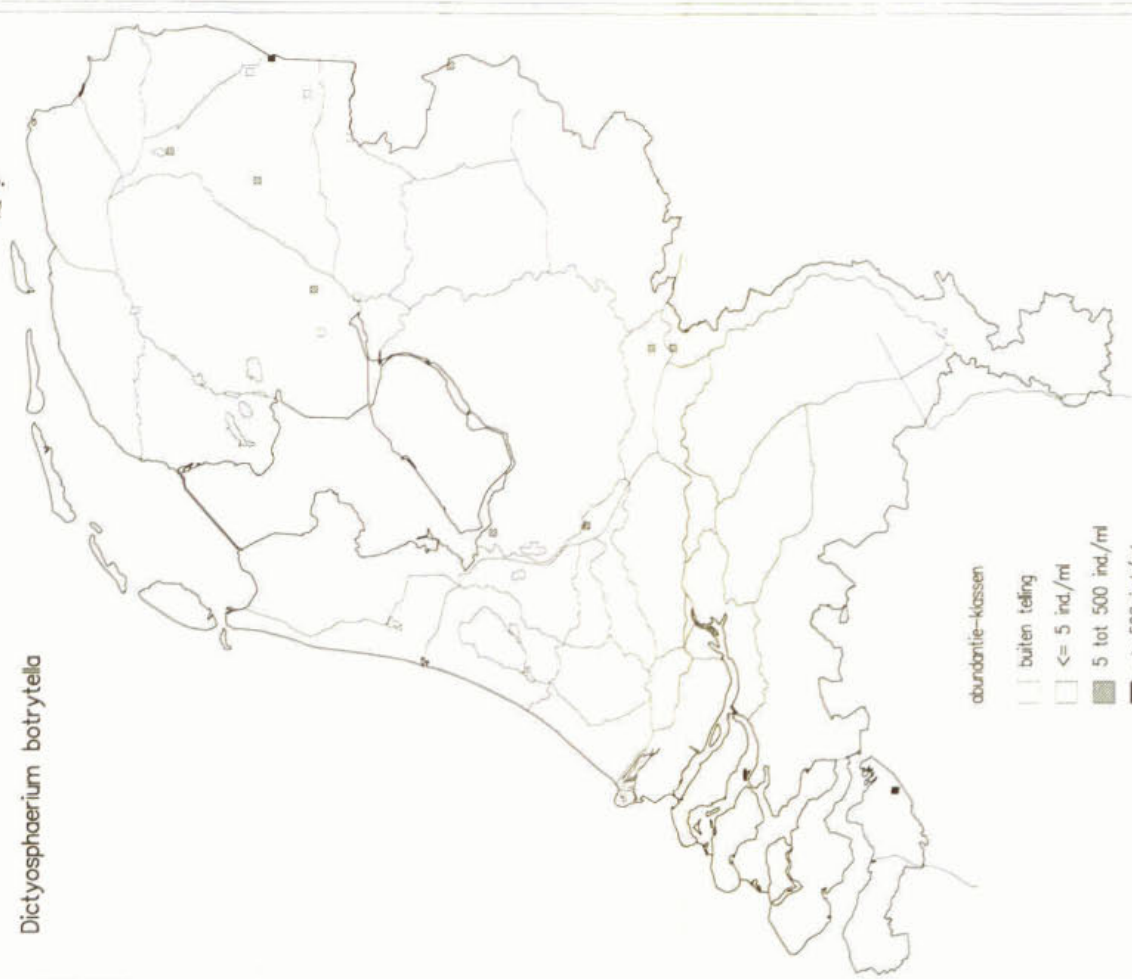 Dictyosphaerium botrytella
abundantie-klassen
buiten telling
<= 5 ind./ml
5 tot 500 ind./ml